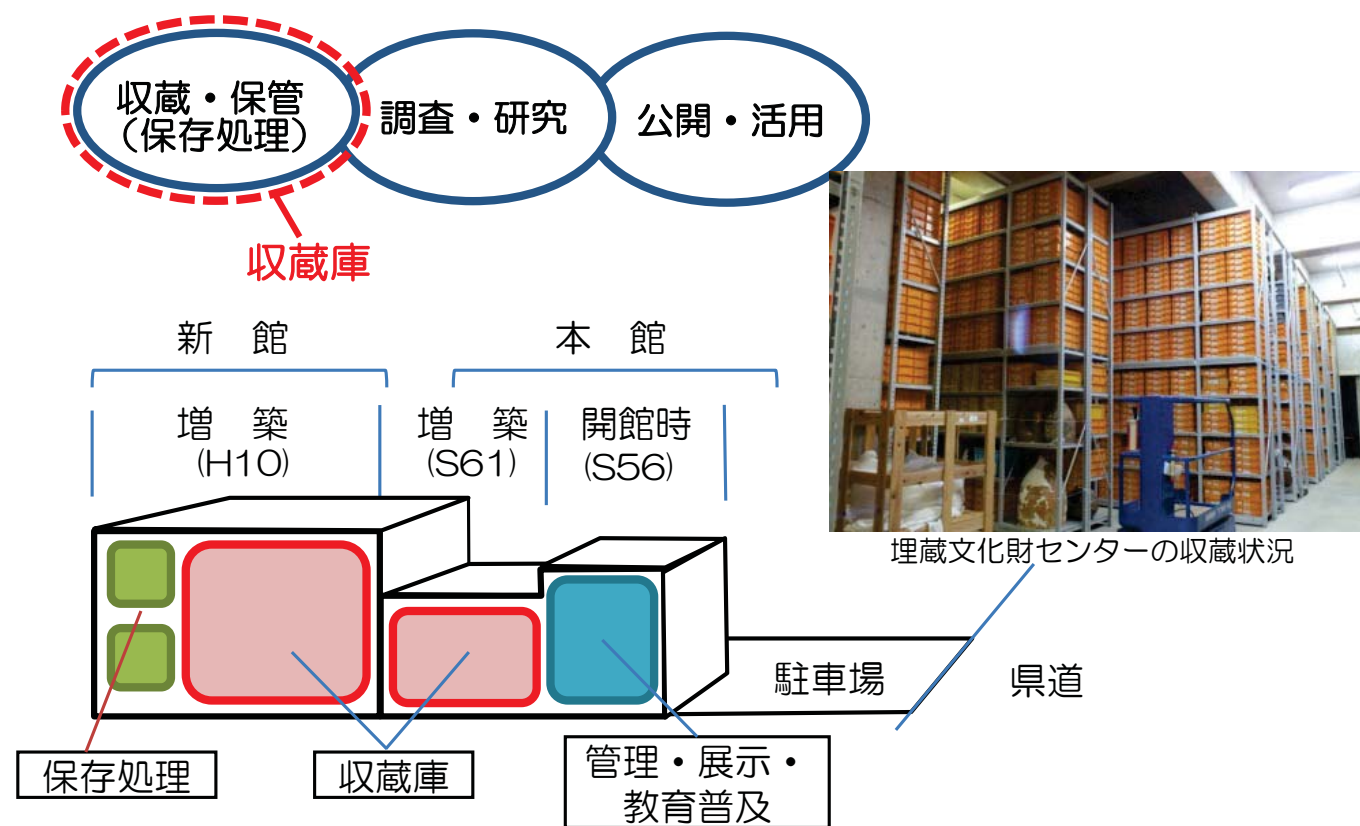 収蔵・保管
（保存処理）
調査・研究
公開・活用
収蔵庫
新　館
本　館
増　築
(H10)
増　築
(S61)
開館時
(S56)
埋蔵文化財センターの収蔵状況
駐車場
県道
保存処理
収蔵庫
管理・展示・
教育普及